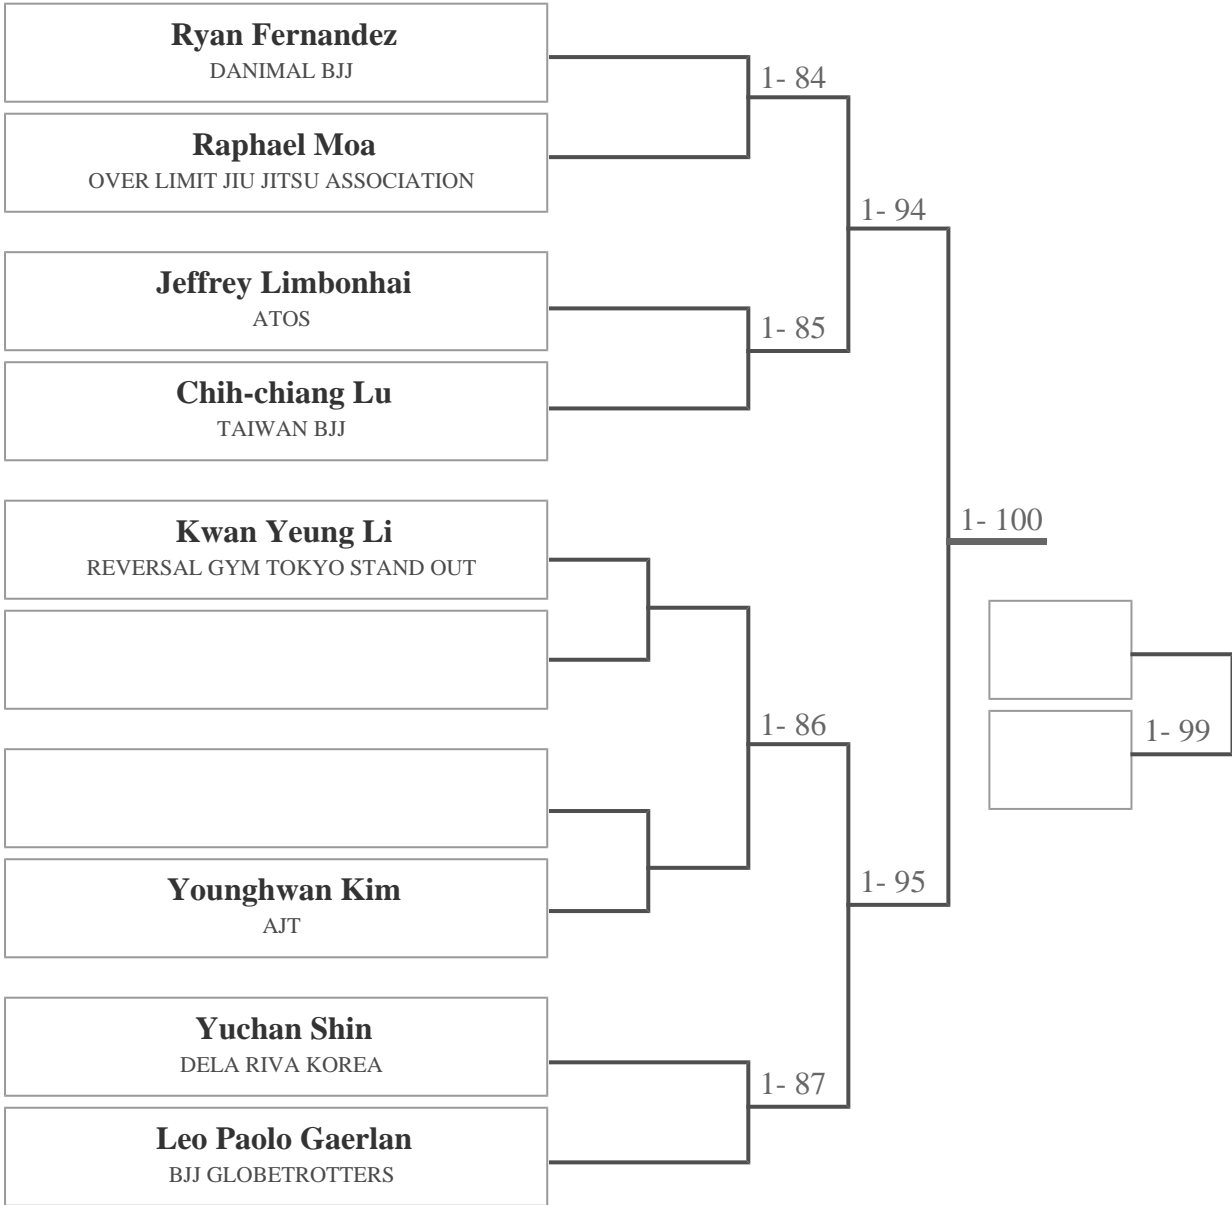 Ryan Fernandez
DANIMAL BJJ
1- 84
Raphael Moa
OVER LIMIT JIU JITSU ASSOCIATION
1- 94
Jeffrey Limbonhai
ATOS
1- 85
Chih-chiang Lu
TAIWAN BJJ
Kwan Yeung Li
REVERSAL GYM TOKYO STAND OUT
1- 100
1- 86
1- 99
Younghwan Kim
AJT
1- 95
Yuchan Shin
DELA RIVA KOREA
1- 87
Leo Paolo Gaerlan
BJJ GLOBETROTTERS